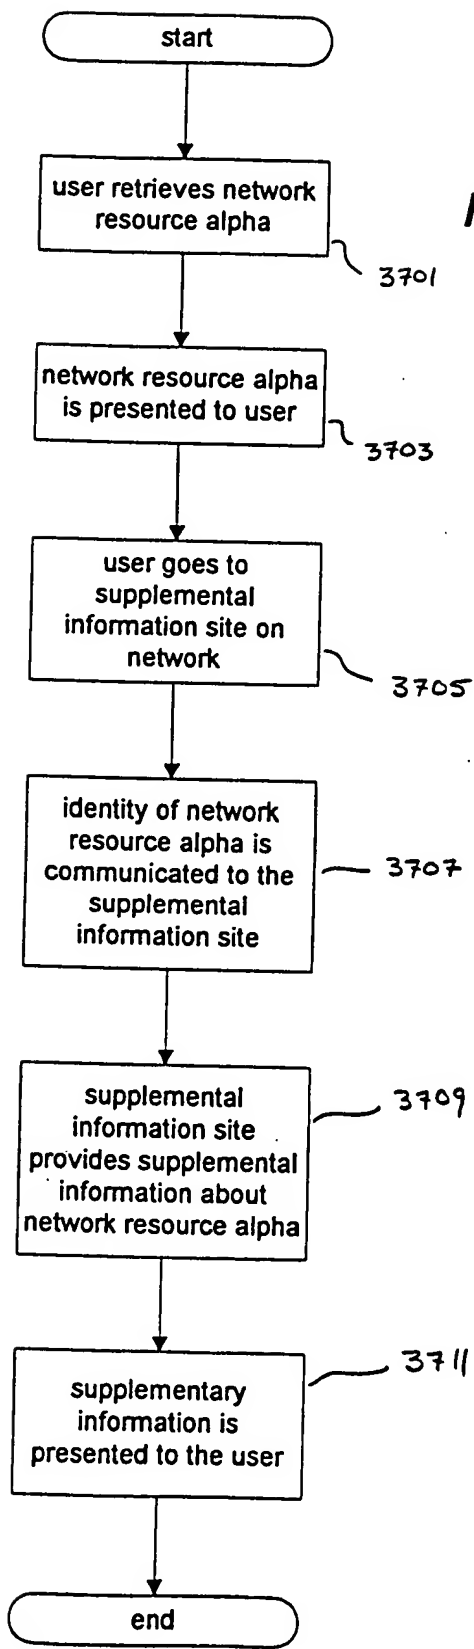 start
user retrieves network
resource alpha
3701
network resource alpha
is presented to user
3703
user goes to
supplemental
information site on
network
3705
identity of network
resource alpha is
communicated to the
supplemental
information site
3707
supplemental
information site
provides supplemental
information about
network resource alpha
3709
supplementary
information is
presented to the user
3711
end